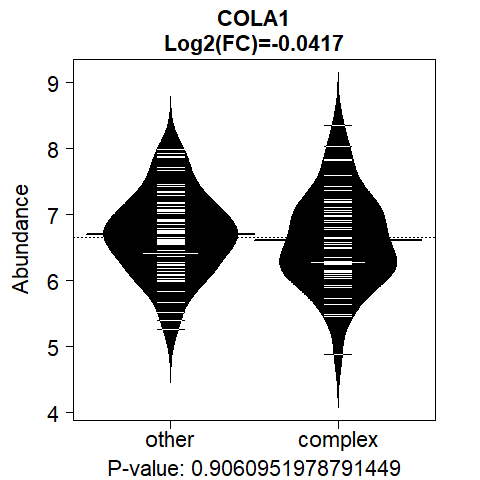 COLA1
Log2(FC)=-0.0417
Abundance
9
8
7
6
5
4
other complex
P-value: 0.9060951978791449